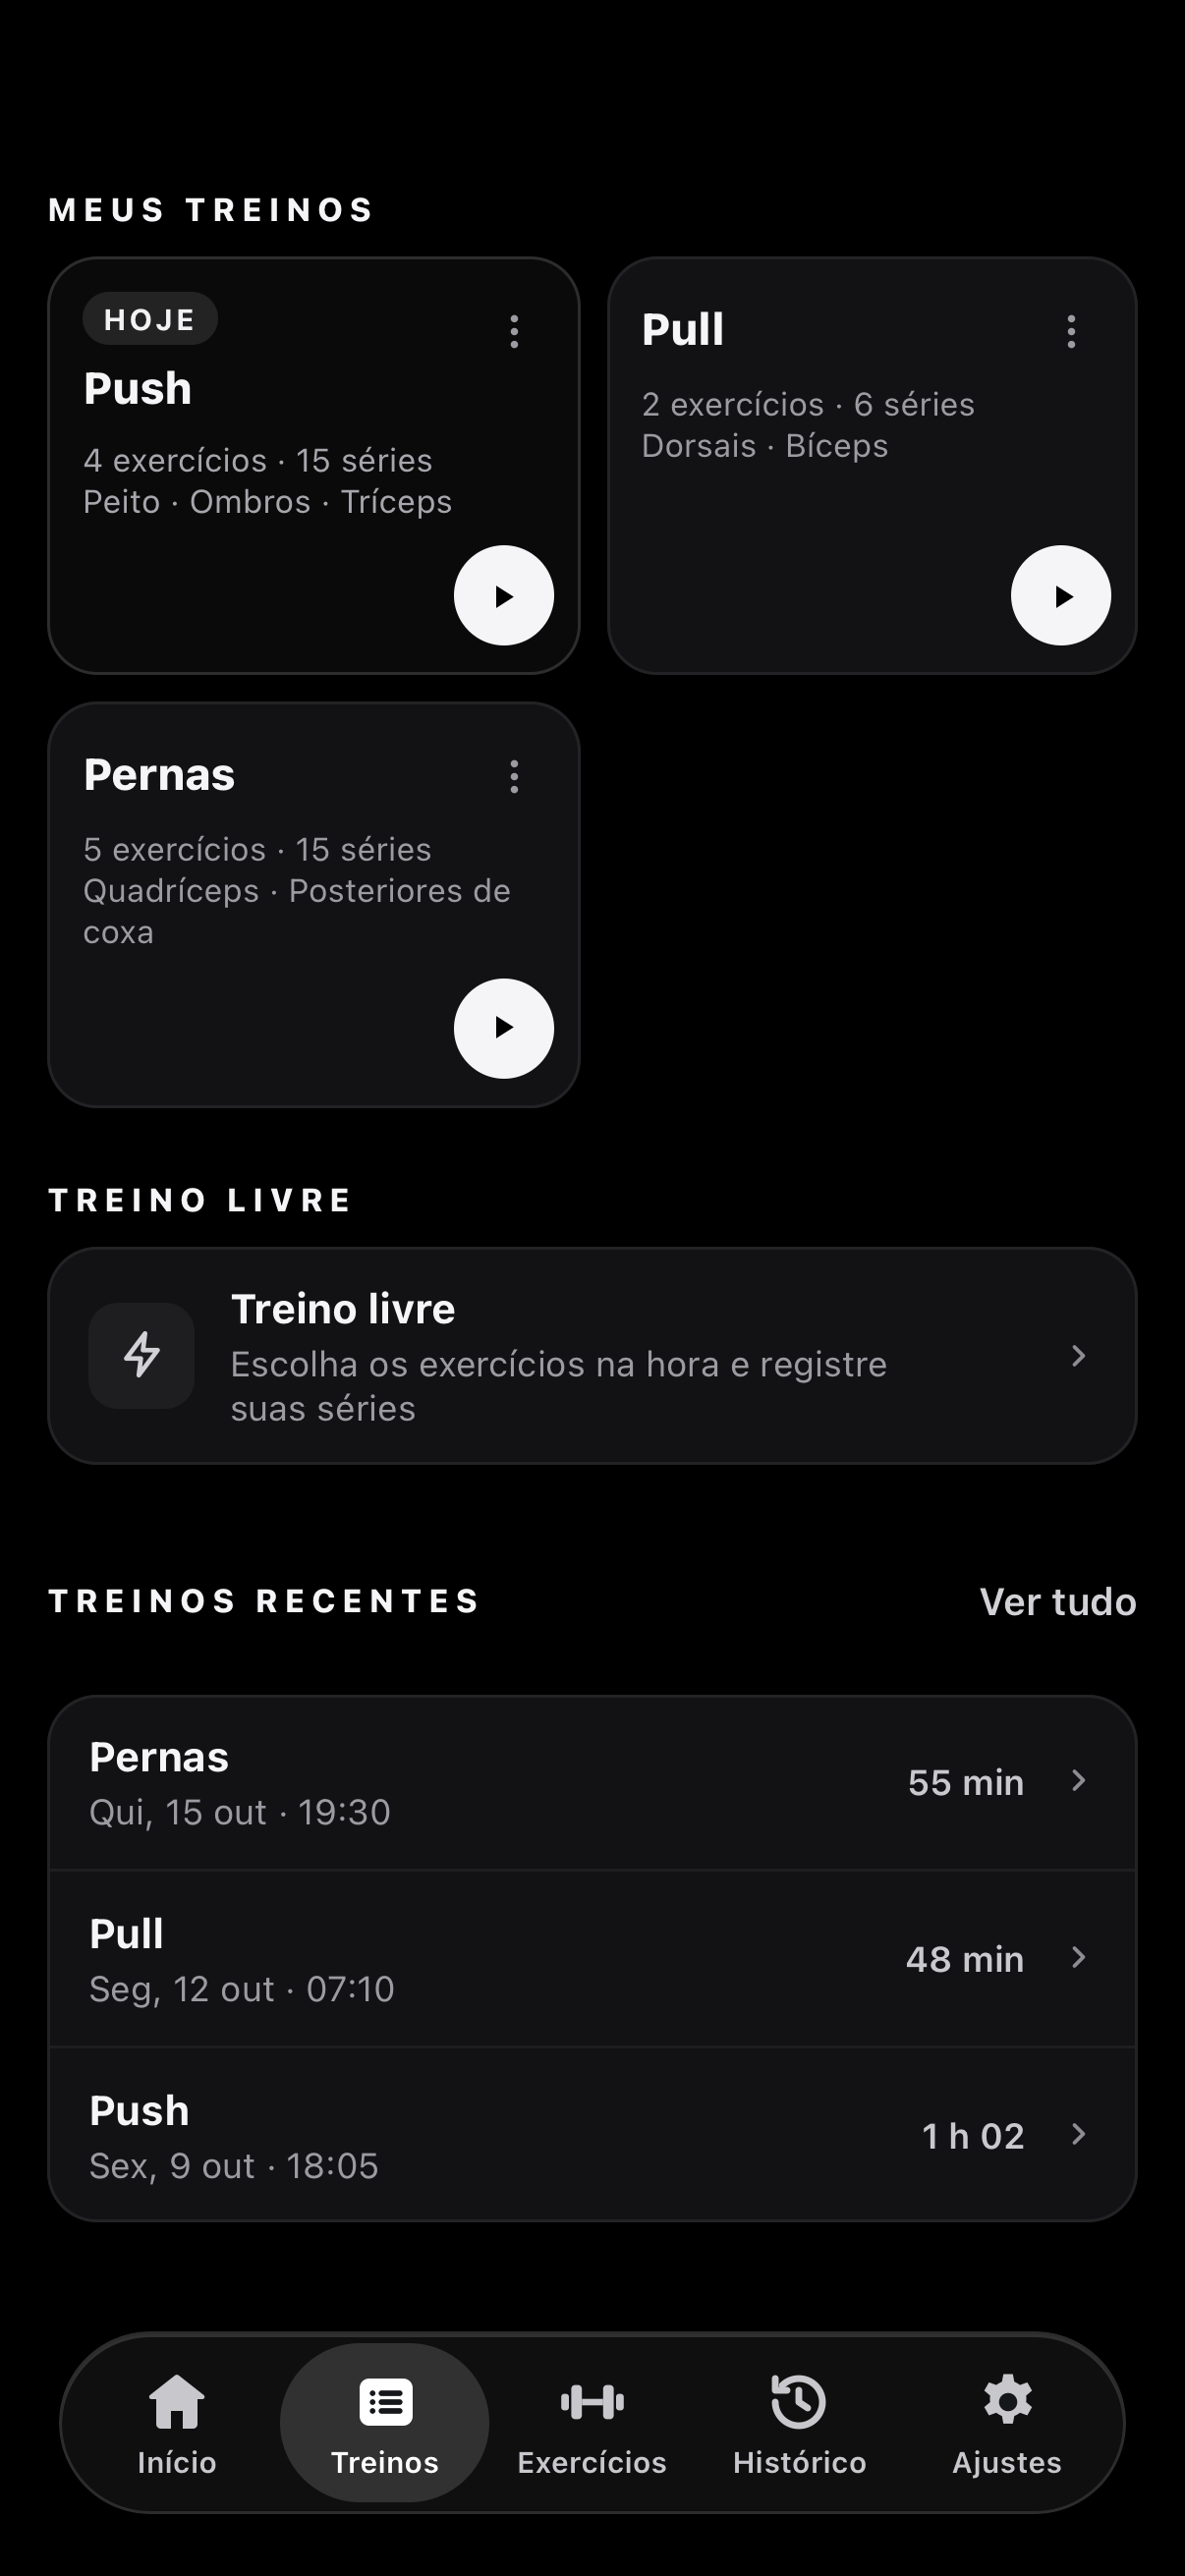 MEUS TREINOS
HOJE
Push
4 exercícios · 15 séries
Peito · Ombros · Tríceps
Pull
2 exercícios · 6 séries
Dorsais · Bíceps
Pernas
5 exercícios · 15 séries
Quadríceps · Posteriores de
coxa
TREINO LIVRE
Treino livre
Escolha os exercícios na hora e registre
suas séries
TREINOS RECENTES
Ver tudo
Pernas
Qui, 15 out · 19:30
55 min
Pull
Seg, 12 out · 07:10
48 min
Push
Sex, 9 out · 18:05
1 h 02
Início
Treinos
Exercícios
Histórico
Ajustes